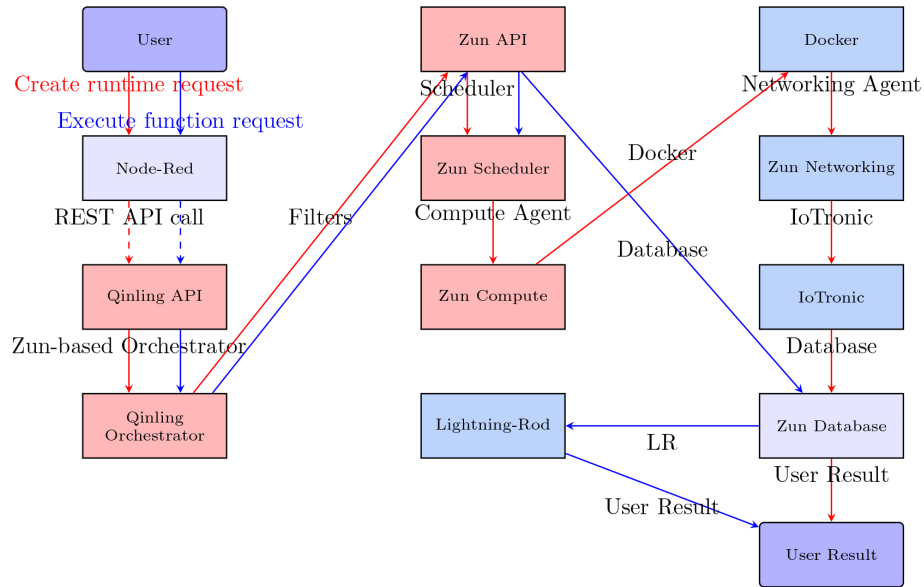 User
Zun API
Docker
Create runtime request
Scheduler
Networking Agent
Execute function request
Docker
Node-Red
Zun Scheduler
Zun Networking
REST API call
Filters
Compute Agent
IoTronic
Database
Qinling API
Zun Compute
IoTronic
Zun-based Orchestrator
Database
Qinling
Orchestrator
Lightning-Rod
Zun Database
LR
User Result
User Result
User Result